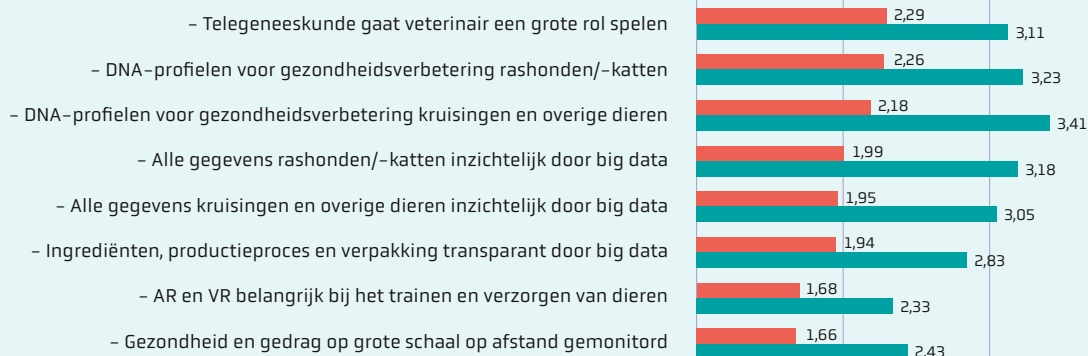 – Telegeneeskunde gaat veterinair een grote rol spelen
2,29
3,11
– DNA-profielen voor gezondheidsverbetering rashonden/-katten
2,26
3,23
– DNA-profielen voor gezondheidsverbetering kruisingen en overige dieren
2,18
3,41
– Alle gegevens rashonden/-katten inzichtelijk door big data
1,99
3,18
– Alle gegevens kruisingen en overige dieren inzichtelijk door big data
1,95
3,05
– Ingrediënten, productieproces en verpakking transparant door big data
1,94
2,83
– AR en VR belangrijk bij het trainen en verzorgen van dieren
1,68
2,33
– Gezondheid en gedrag op grote schaal op afstand gemonitord
1,66
2,43